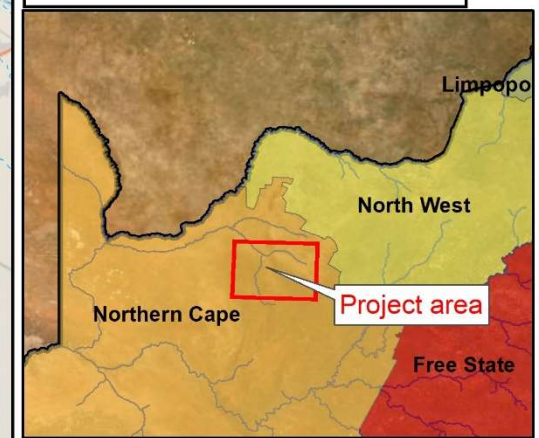 Limpopo
North West
Project area
Northern Cape
Free State